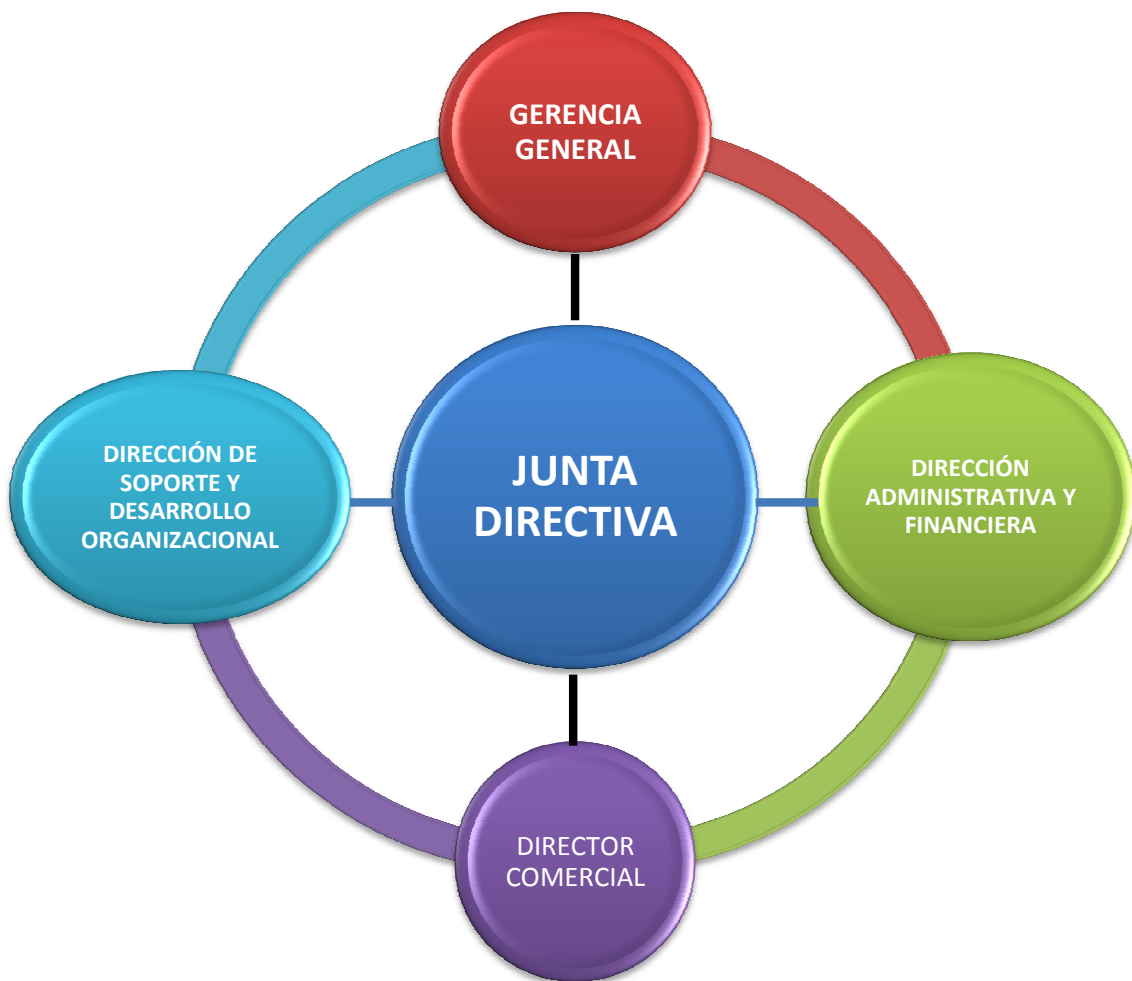 GERENCIA
GENERAL
DIRECCIÓN DE
SOPORTE Y
DESARROLLO
ORGANIZACIONAL
JUNTA
DIRECTIVA
DIRECCIÓN
ADMINISTRATIVA Y
FINANCIERA
DIRECTOR
COMERCIAL